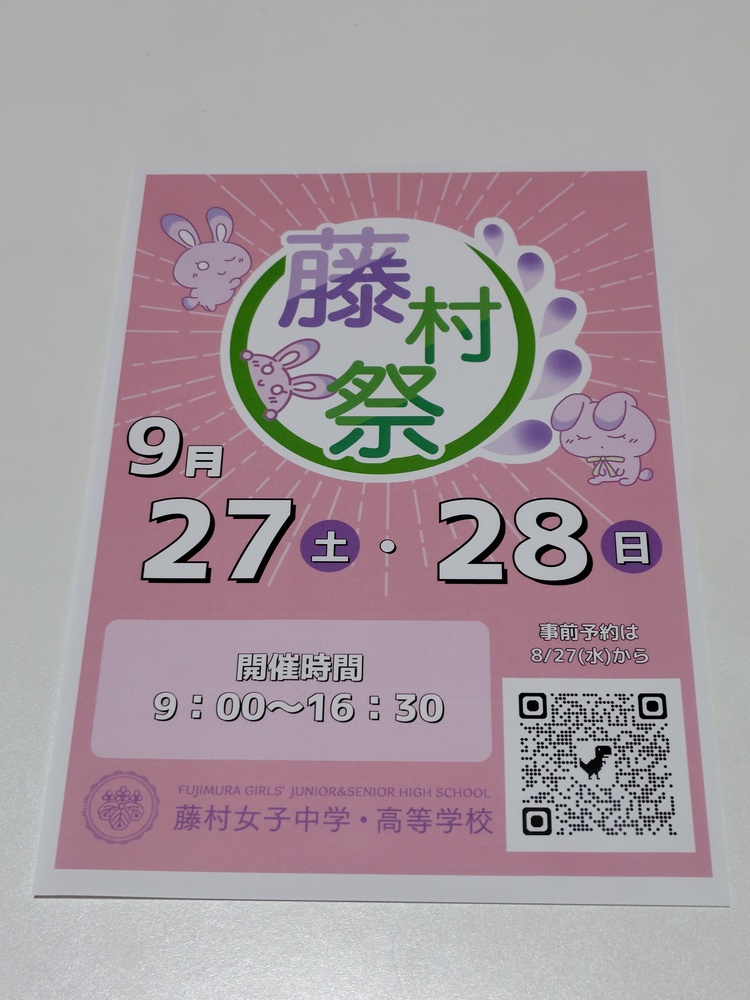 藤村祭
9月
27土・28日
開催時間
9：00〜16：30
事前予約は
8/27(水)から
FUJIMURA GIRLS' JUNIOR&SENIOR HIGH SCHOOL
藤村女子中学・高等学校